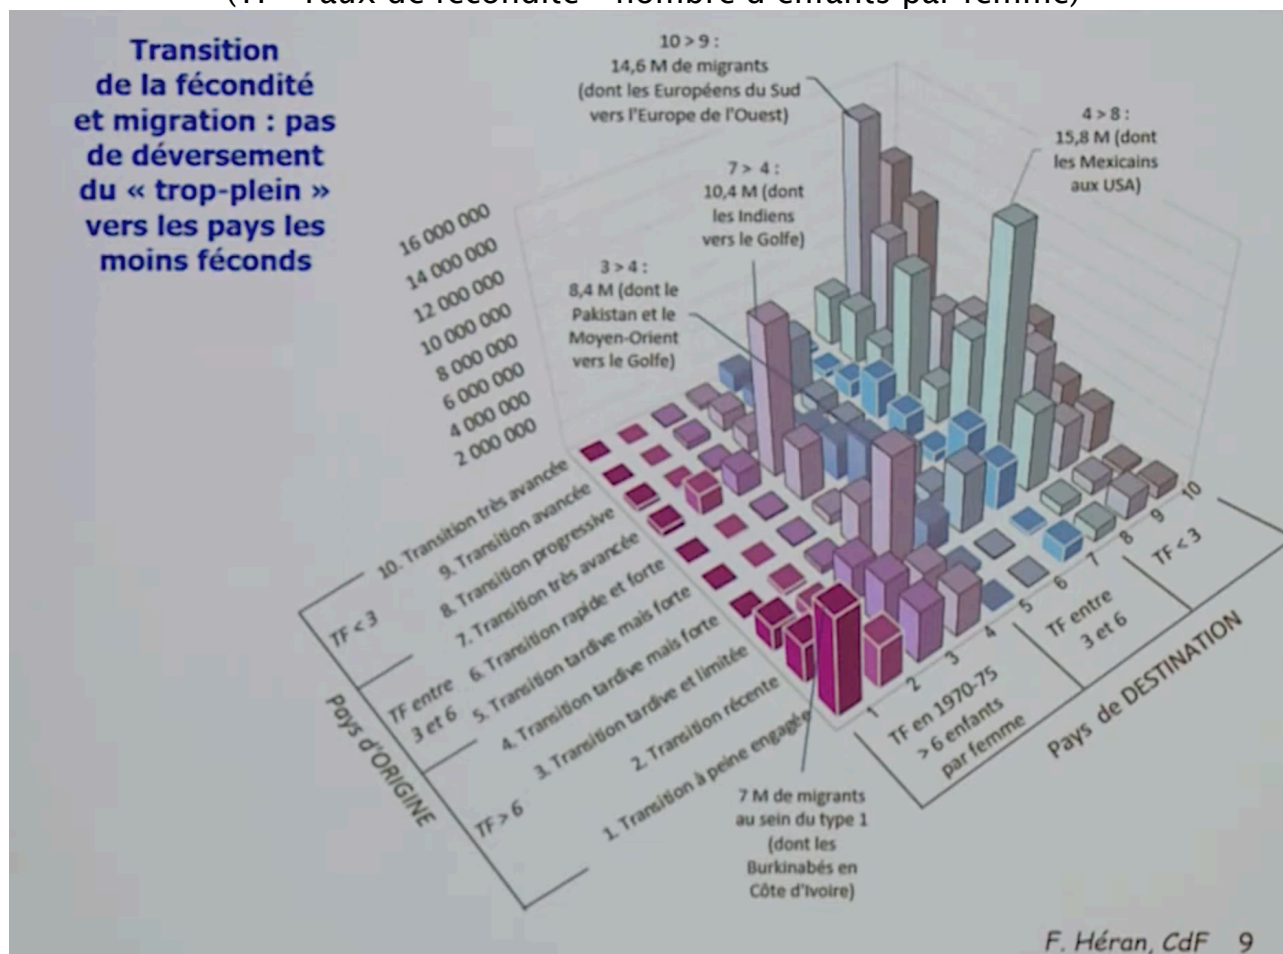 (TF = Taux de fécondité = nombre d'enfants par femme)
Transition
de la fécondité
et migration : pas
de déversement
du « trop-plein »
vers les pays les
moins féconds
10 > 9 :
14,6 M de migrants
(dont les Européens du Sud
vers l'Europe de l'Ouest)
4 > 8 :
15,8 M (dont
les Mexicains
aux USA)
7 > 4 :
10,4 M (dont
les Indiens
vers le Golfe)
3 > 4 :
8,4 M (dont le
Pakistan et le
Moyen-Orient
vers le Golfe)
16 000 000
14 000 000
12 000 000
10 000 000
8 000 000
6 000 000
4 000 000
2 000 000
10. Transition très avancée
9. Transition avancée
8. Transition progressive
7. Transition très avancée
6. Transition rapide et forte
5. Transition tardive mais forte
4. Transition tardive mais forte
3. Transition tardive et limitée
2. Transition récente
1. Transition à peine engagée
TF < 3
TF entre
3 et 6
TF > 6
Pays d'ORIGINE
1
2
3
4
5
6
7
8
9
10
TF < 3
TF entre
3 et 6
TF en 1970-75
> 6 enfants
par femme
Pays de DESTINATION
7 M de migrants
au sein du type 1
(dont les
Burkinabés en
Côte d'Ivoire)
F. Héran, CdF 9